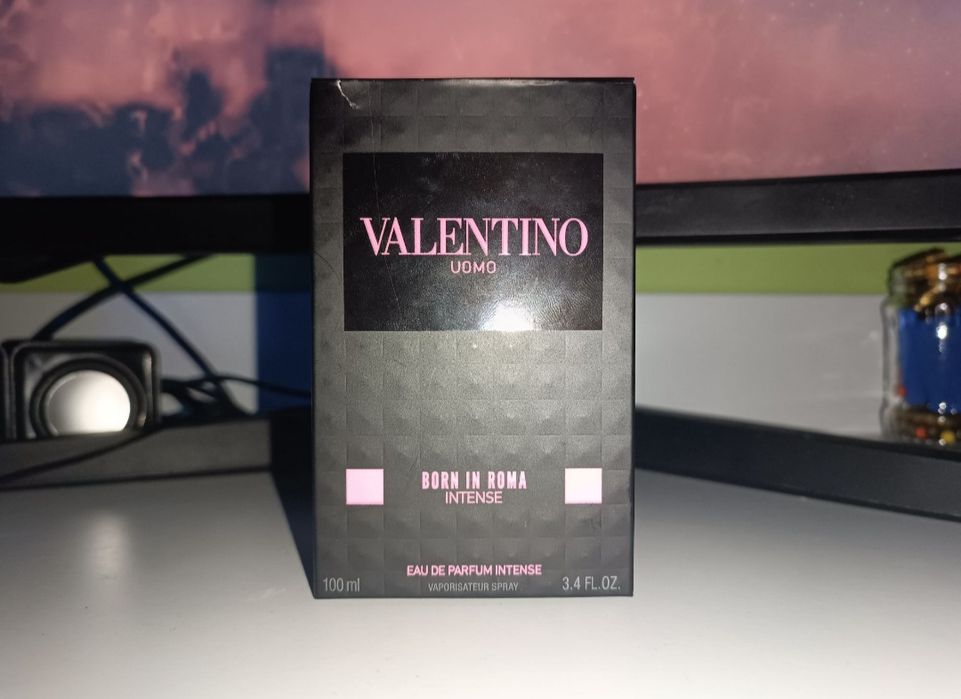 VALENTINO
UOMO
BORN IN ROMA
INTENSE
EAU DE PARFUM INTENSE
100 ml VAPORISATEUR SPRAY 3.4 FL.OZ.